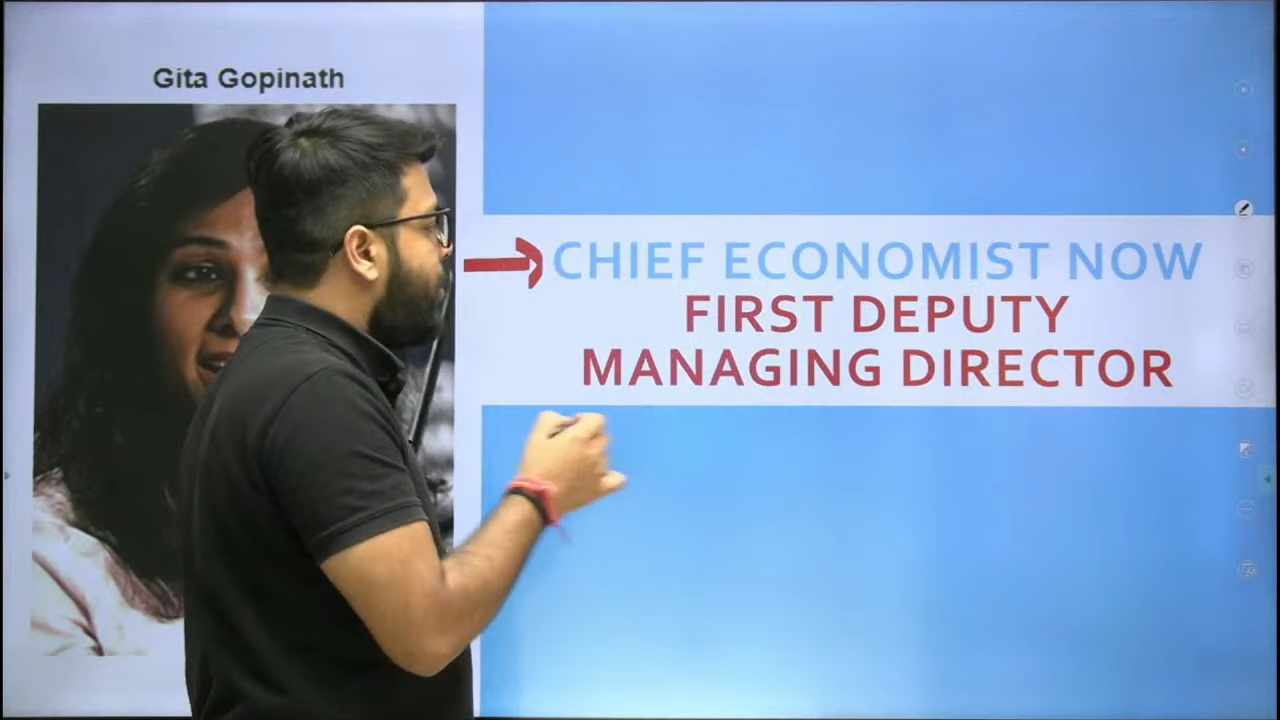 Gita Gopinath
CHIEF ECONOMIST NOW
FIRST DEPUTY
MANAGING DIRECTOR